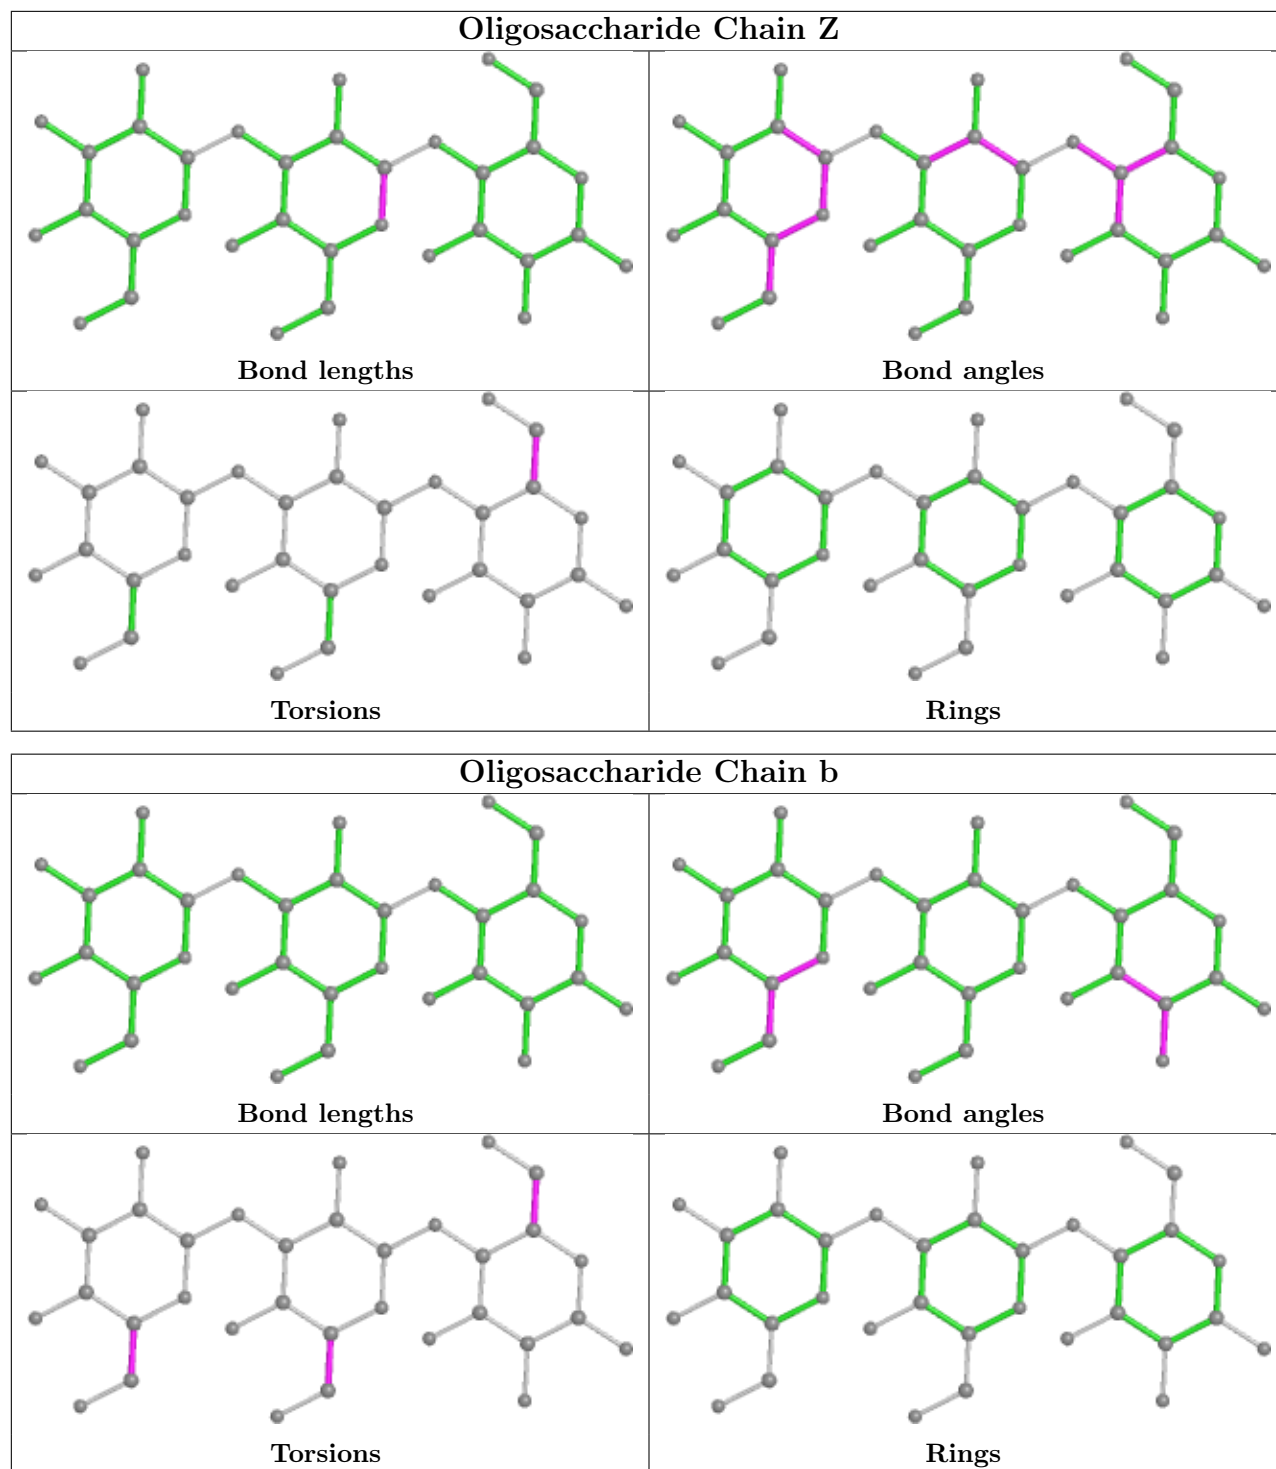 Oligosaccharide Chain Z
Bond lengths
Bond angles
Torsions
Rings
Oligosaccharide Chain b
Bond lengths
Bond angles
Torsions
Rings